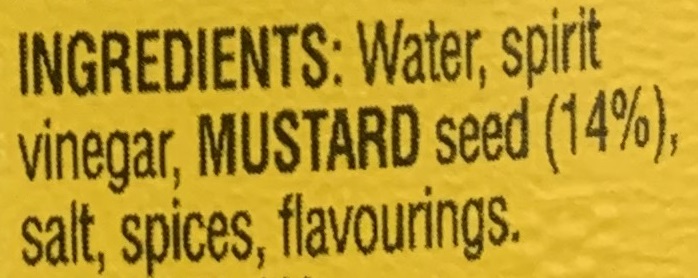 INGREDIENTS: Water, spirit
vinegar, MUSTARD seed (14%),
salt, spices, flavourings.